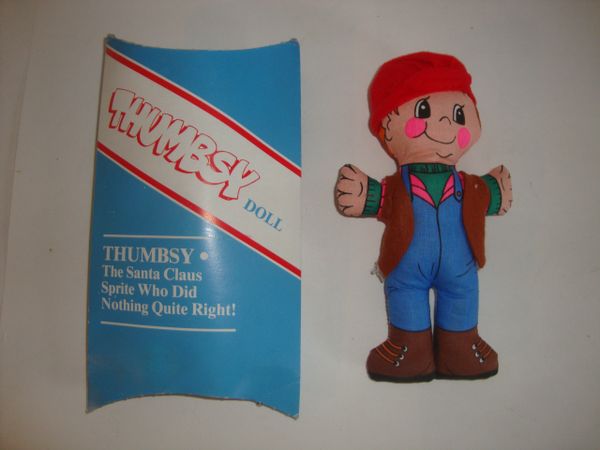 THUMBSY
DOLL
THUMBSY •
The Santa Claus
Sprite Who Did
Nothing Quite Right!